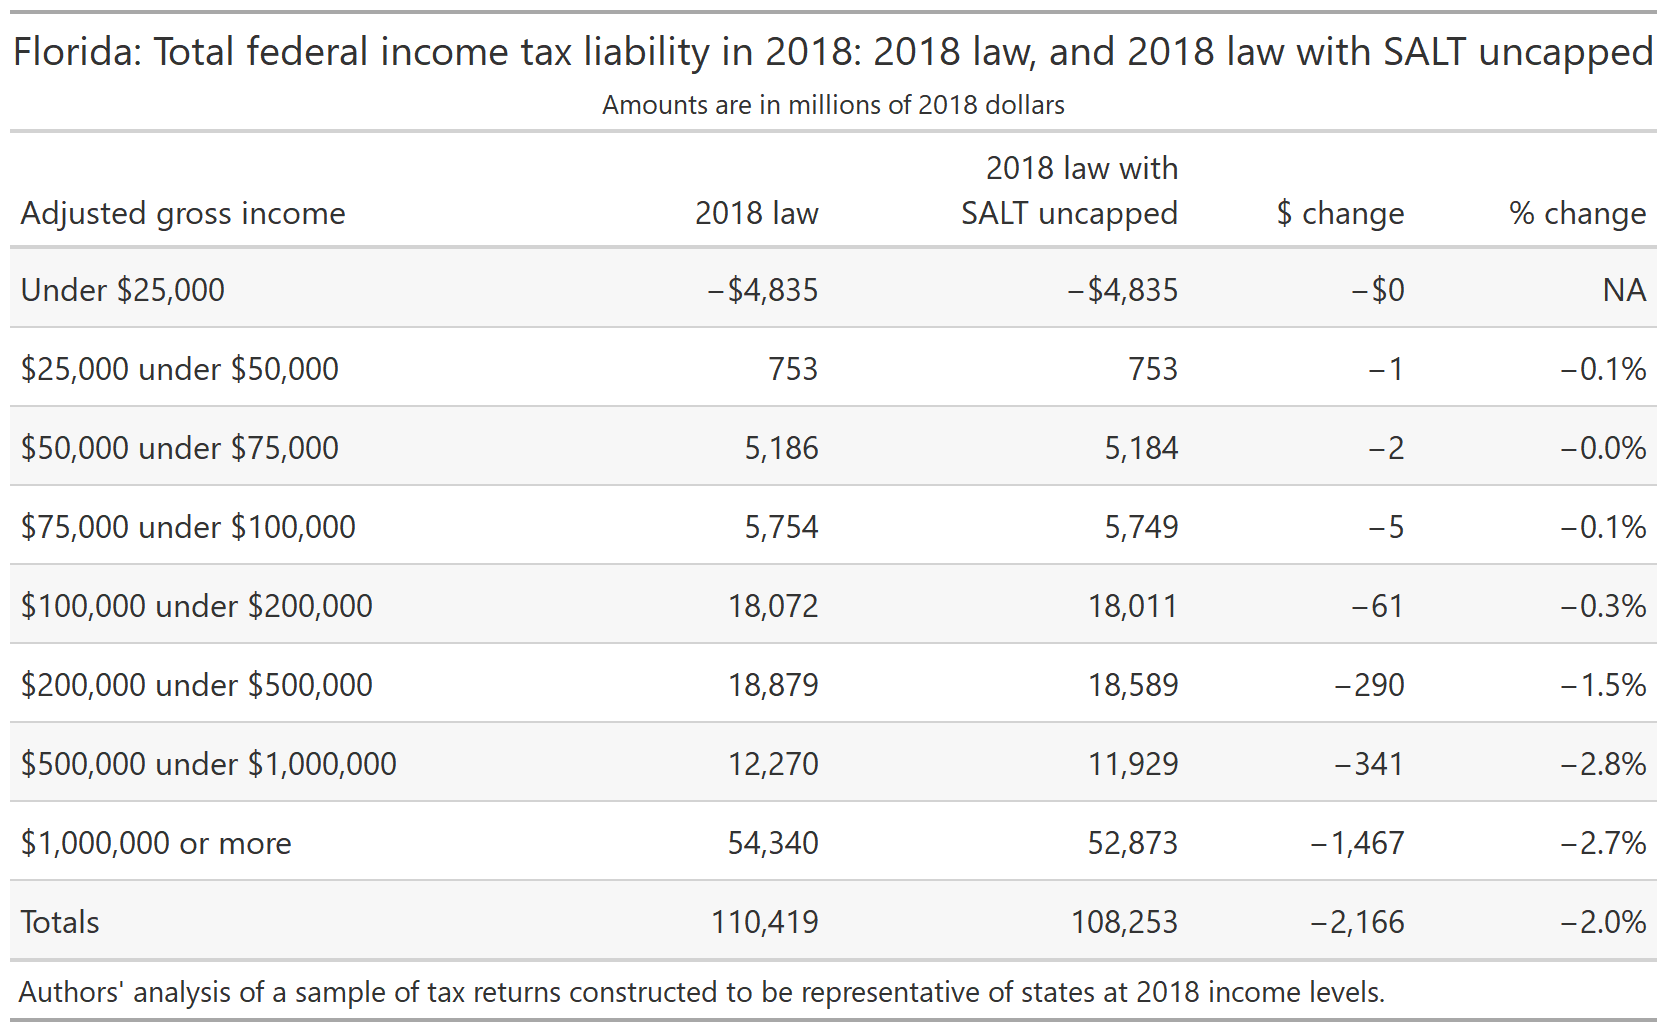 Florida: Total federal income tax liability in 2018: 2018 law, and 2018 law with SALT uncapped
Amounts are in millions of 2018 dollars
2018 law with
Adjusted gross income 2018 law SALT uncapped $ change % change
Under $25,000 −$4,835 −$4,835 −$0 NA
$25,000 under $50,000 753 753 −1 −0.1%
$50,000 under $75,000 5,186 5,184 −2 −0.0%
$75,000 under $100,000 5,754 5,749 −5 −0.1%
$100,000 under $200,000 18,072 18,011 −61 −0.3%
$200,000 under $500,000 18,879 18,589 −290 −1.5%
$500,000 under $1,000,000 12,270 11,929 −341 −2.8%
$1,000,000 or more 54,340 52,873 −1,467 −2.7%
Totals 110,419 108,253 −2,166 −2.0%
Authors' analysis of a sample of tax returns constructed to be representative of states at 2018 income levels.